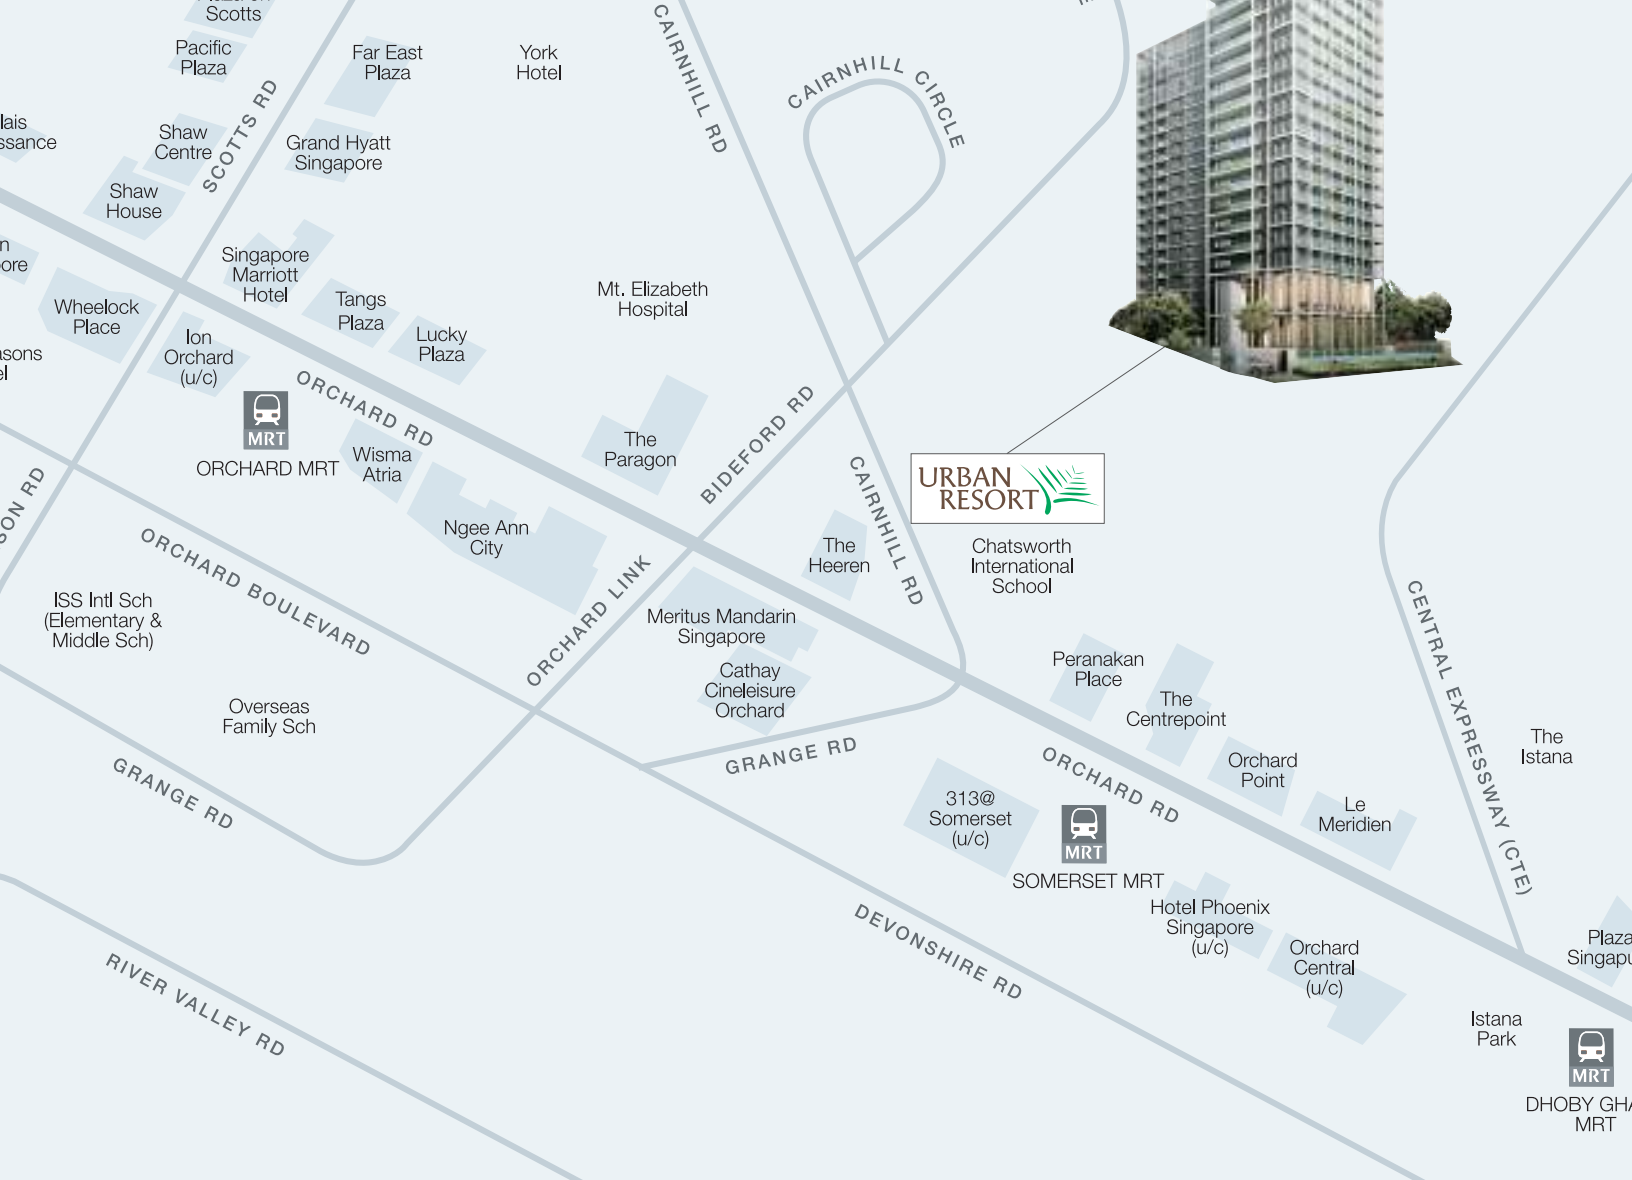 Scotts
Pacific
Plaza
Far East
Plaza
York
Hotel
SCOTTS RD
CAIRNHILL RD
CAIRNHILL CIRCLE
Shaw
Centre
Grand Hyatt
Singapore
Shaw
House
Singapore
Marriott
Hotel
Tangs
Plaza
Lucky
Plaza
Mt. Elizabeth
Hospital
Wheelock
Place
Ion
Orchard
(u/c)
MRT
ORCHARD MRT
ORCHARD RD
Wisma
Atria
Ngee Ann
City
The
Paragon
BIDEFORD RD
CAIRNHILL RD
URBAN
RESORT
Chatsworth
International
School
The
Heeren
ORCHARD BOULEVARD
ORCHARD LINK
ISS Intl Sch
(Elementary &
Middle Sch)
Overseas
Family Sch
Meritus Mandarin
Singapore
Cathay
Cineleisure
Orchard
GRANGE RD
GRANGE RD
Peranakan
Place
The
Centrepoint
Orchard
Point
Le
Meridien
ORCHARD RD
CENTRAL EXPRESSWAY (CTE)
The
Istana
313@
Somerset
(u/c)
MRT
SOMERSET MRT
Hotel Phoenix
Singapore
(u/c)
Orchard
Central
(u/c)
DEVONSHIRE RD
RIVER VALLEY RD
Plaza
Istana
Park
MRT
DHOBY
MRT